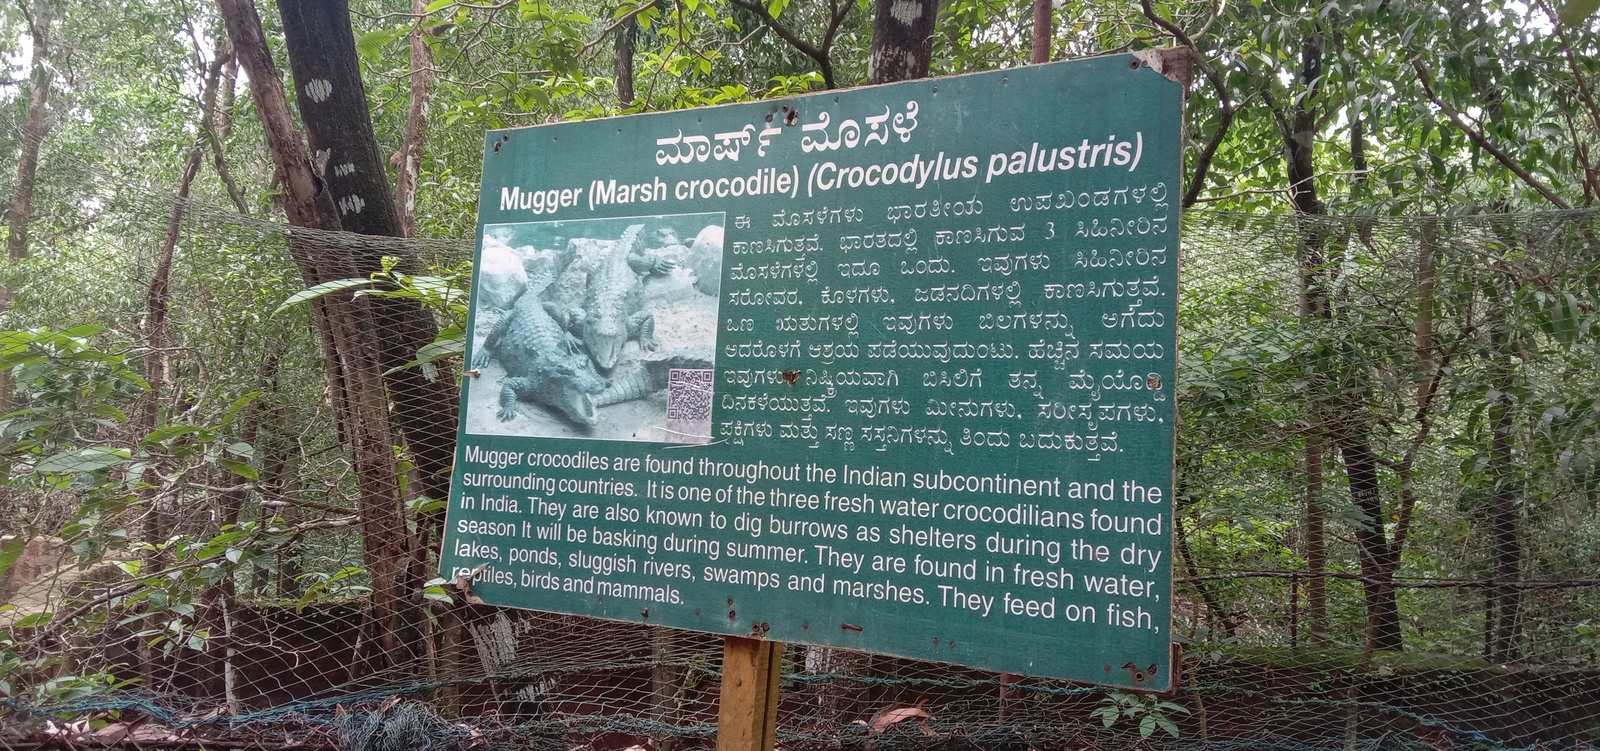 ಮಾರ್ಷ್ ಮೊಸಳೆ
Mugger (Marsh crocodile) (Crocodylus palustris)
ಈ ಮೊಸಳೆಗಳು ಭಾರತೀಯ ಉಪಖಂಡಗಳಲ್ಲಿ
ಕಾಣಸಿಗುತ್ತವೆ. ಭಾರತದಲ್ಲಿ ಕಾಣಸಿಗುವ 3 ಸಿಹಿನೀರಿನ
ಮೊಸಳೆಗಳಲ್ಲಿ ಇದೂ ಒಂದು. ಇವುಗಳು ಸಿಹಿನೀರಿನ
ಸರೋವರ, ಕೊಳಗಳು, ಜಡನದಿಗಳಲ್ಲಿ ಕಾಣಸಿಗುತ್ತವೆ.
ಒಣ ಋತುಗಳಲ್ಲಿ ಇವುಗಳು ಬಿಲಗಳನ್ನು ಅಗೆದು
ಅದರೊಳಗೆ ಆಶ್ರಯ ಪಡೆಯುವುದುಂಟು. ಹೆಚ್ಚಿನ ಸಮಯ
ಇವುಗಳು ನಿಷ್ಕ್ರಿಯವಾಗಿ ಬಿಸಿಲಿಗೆ ತನ್ನ ಮೈಯೊಡ್ಡಿ
ದಿನಕಳೆಯುತ್ತವೆ. ಇವುಗಳು ಮೀನುಗಳು, ಸರೀಸೃಪಗಳು,
ಪಕ್ಷಿಗಳು ಮತ್ತು ಸಣ್ಣ ಸಸ್ತನಿಗಳನ್ನು ತಿಂದು ಬದುಕುತ್ತವೆ.
Mugger crocodiles are found throughout the Indian subcontinent and the
surrounding countries. It is one of the three fresh water crocodilians found
in India. They are also known to dig burrows as shelters during the dry
season It will be basking during summer. They are found in fresh water,
lakes, ponds, sluggish rivers, swamps and marshes. They feed on fish,
reptiles, birds and mammals.